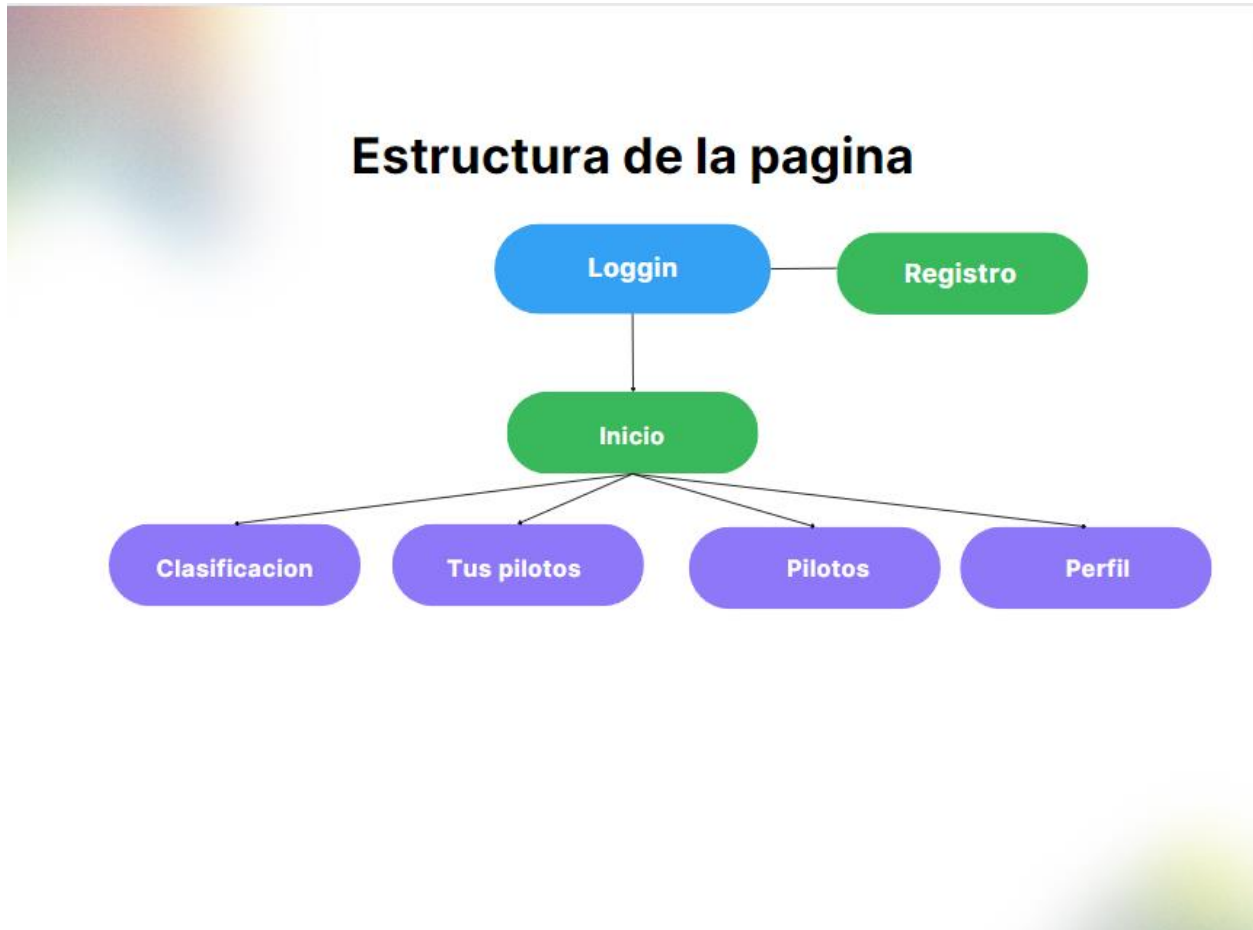 Estructura de la pagina
Loggin
Registro
Inicio
Clasificacion
Tus pilotos
Pilotos
Perfil